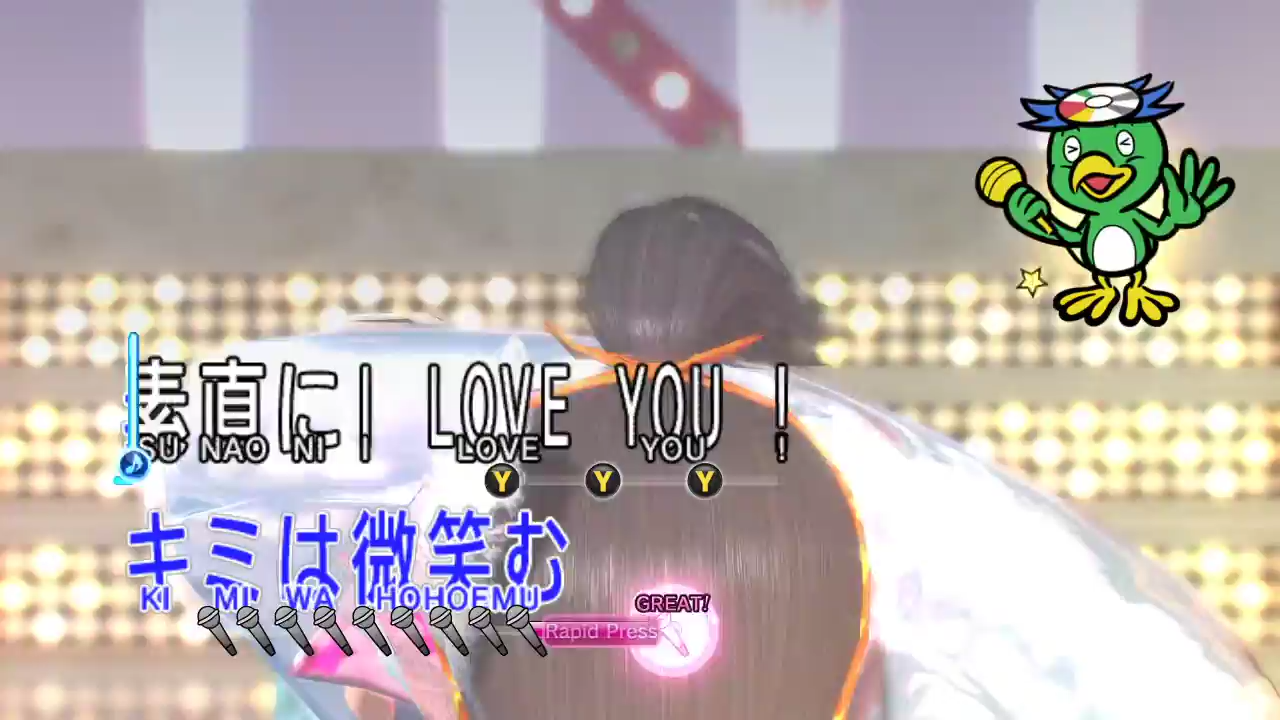 素直に I LOVE YOU !
SU NAO NI I LOVE YOU !
Y Y Y
キミは微笑む
KI MI WA HOHOEMU
GREAT!
Rapid Press